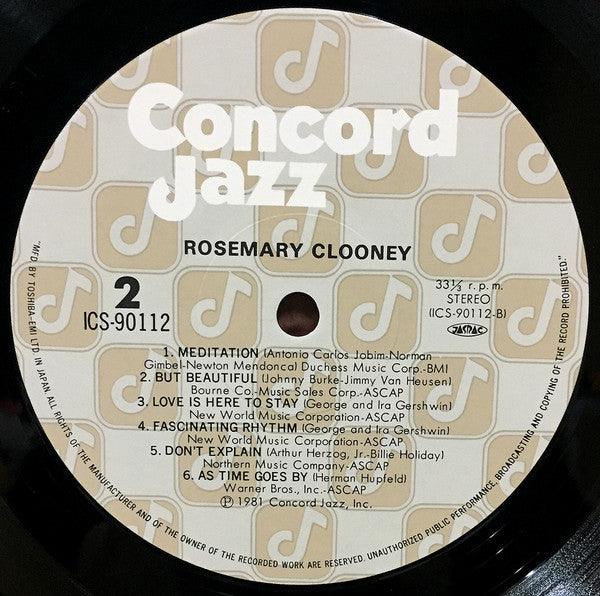 Concord
Jazz
ROSEMARY CLOONEY
2
ICS-90112
33⅓ r.p.m.
STEREO
(ICS-90112-B)
JASRAC
1. MEDITATION (Antonio Carlos Jobim-Norman
Gimbel-Newton Mendonca) Duchess Music Corp.-BMI
2. BUT BEAUTIFUL (Johnny Burke-Jimmy Van Heusen)
Bourne Co.-Music Sales Corp.-ASCAP
3. LOVE IS HERE TO STAY (George and Ira Gershwin)
New World Music Corporation-ASCAP
4. FASCINATING RHYTHM (George and Ira Gershwin)
New World Music Corporation-ASCAP
5. DON'T EXPLAIN (Arthur Herzog, Jr.-Billie Holiday)
Northern Music Company-ASCAP
6. AS TIME GOES BY (Herman Hupfeld)
Warner Bros., Inc.-ASCAP
Ⓟ 1981 Concord Jazz, Inc.
"MFD. BY TOSHIBA-EMI LTD. IN JAPAN ALL RIGHTS OF THE MANUFACTURER AND OF THE OWNER OF THE RECORDED WORK ARE RESERVED. UNAUTHORIZED PUBLIC PERFORMANCE, BROADCASTING AND COPYING OF THE RECORD PROHIBITED."